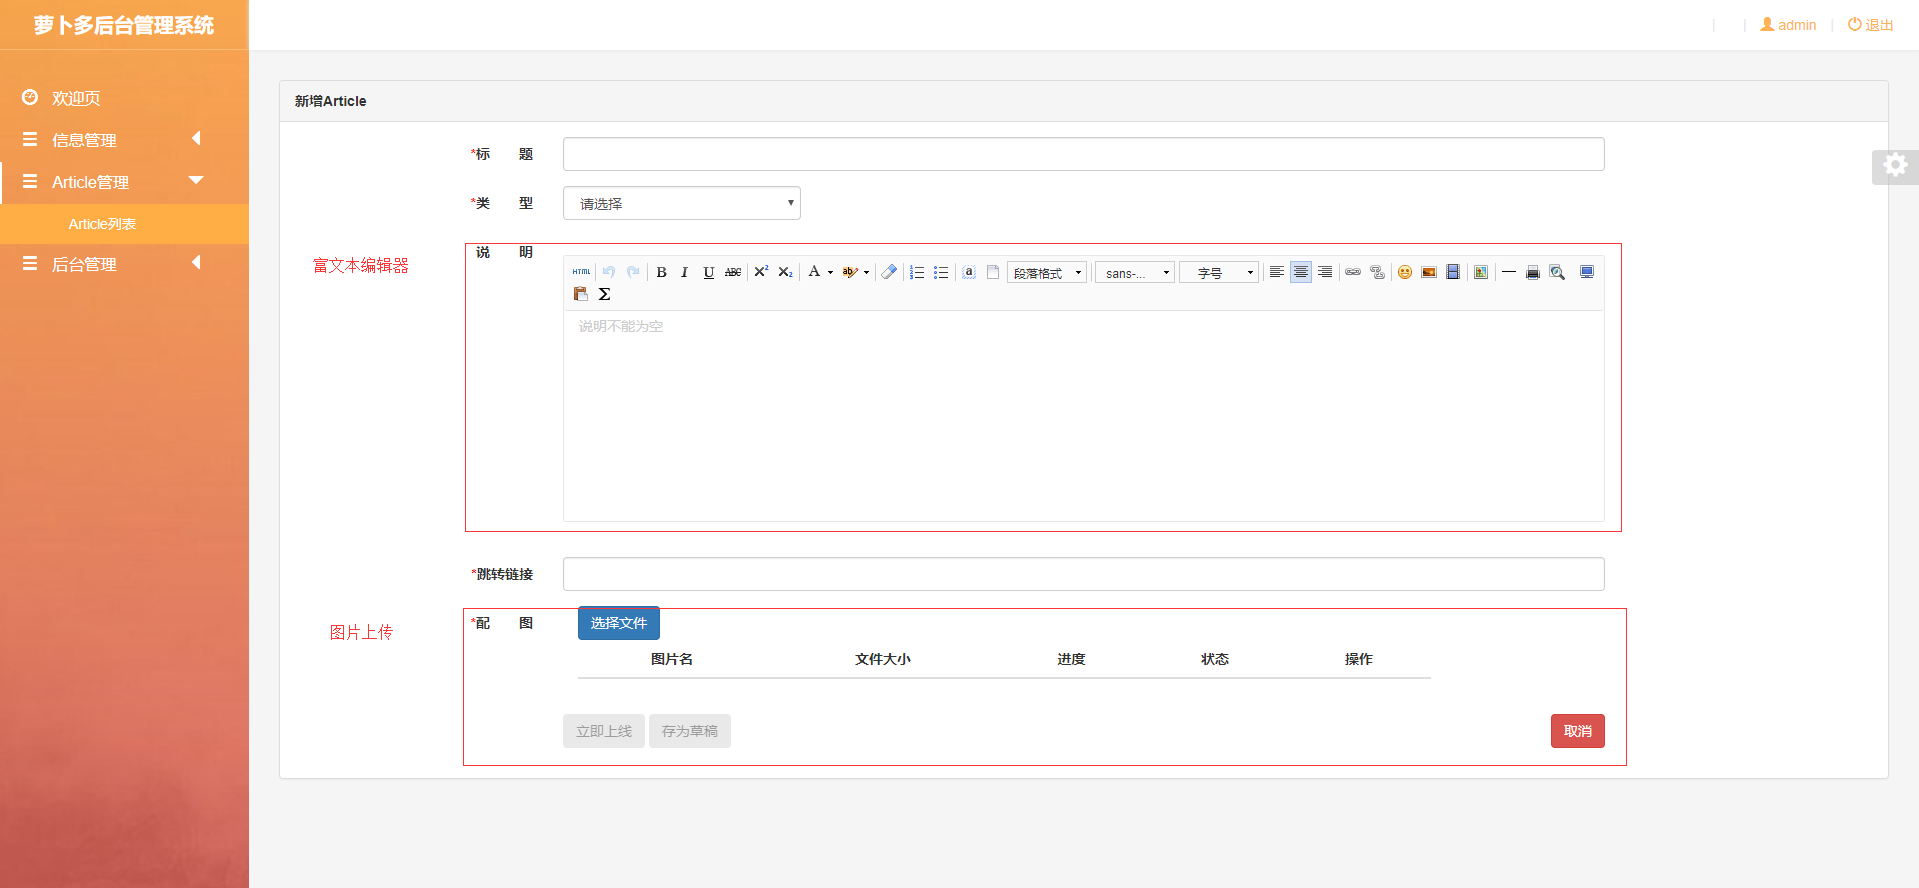 萝卜多后台管理系统
admin
退出
欢迎页
信息管理
Article管理
Article列表
后台管理
新增Article
*标 题
*类 型
请选择
富文本编辑器
说 明
HTML B I U ABC X² X₂ A ab a 段落格式 sans-... 字号
Σ
说明不能为空
*跳转链接
图片上传
*配 图
选择文件
图片名 文件大小 进度 状态 操作
立即上线 存为草稿 取消